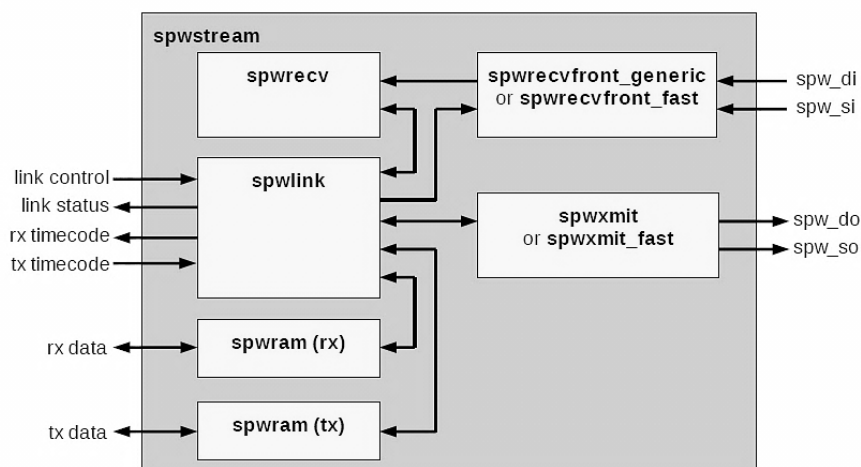 spwstream
spwrecv
spwrecvfront_generic
or spwrecvfront_fast
spw_di
spw_si
link control
link status
rx timecode
tx timecode
spwlink
spwxmit
or spwxmit_fast
spw_do
spw_so
rx data
spwram (rx)
tx data
spwram (tx)